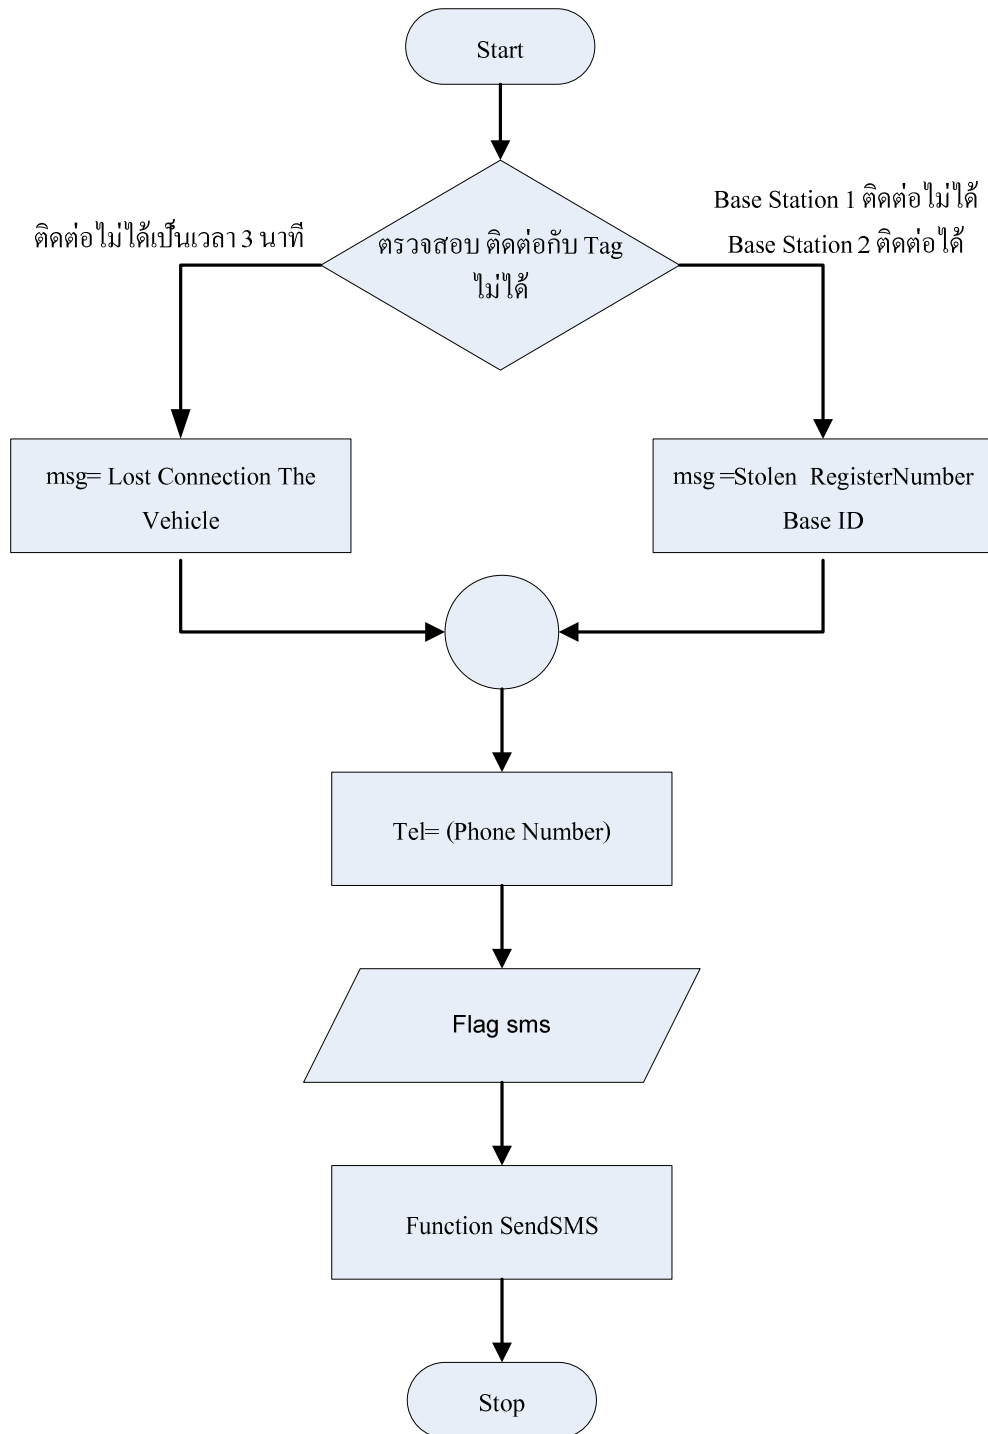 Start
ติดต่อไม่ได้เป็นเวลา 3 นาที
ตรวจสอบ ติดต่อกับ Tag
ไม่ได้
Base Station 1 ติดต่อไม่ได้
Base Station 2 ติดต่อได้
msg= Lost Connection The
Vehicle
msg =Stolen RegisterNumber
Base ID
Tel= (Phone Number)
Flag sms
Function SendSMS
Stop